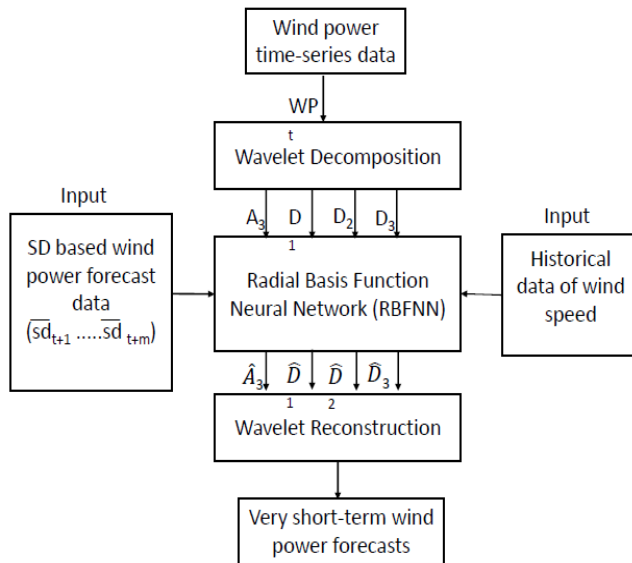 Wind power
time-series data
WP
t
Wavelet Decomposition
A₃ D D₂ D₃
1
Input
SD based wind
power forecast
data
(s̅d̅ₜ₊₁ .....s̅d̅ ₜ₊ₘ)
Radial Basis Function
Neural Network (RBFNN)
Input
Historical
data of wind
speed
Â₃ D̂ D̂ D̂₃
1 2
Wavelet Reconstruction
Very short-term wind
power forecasts